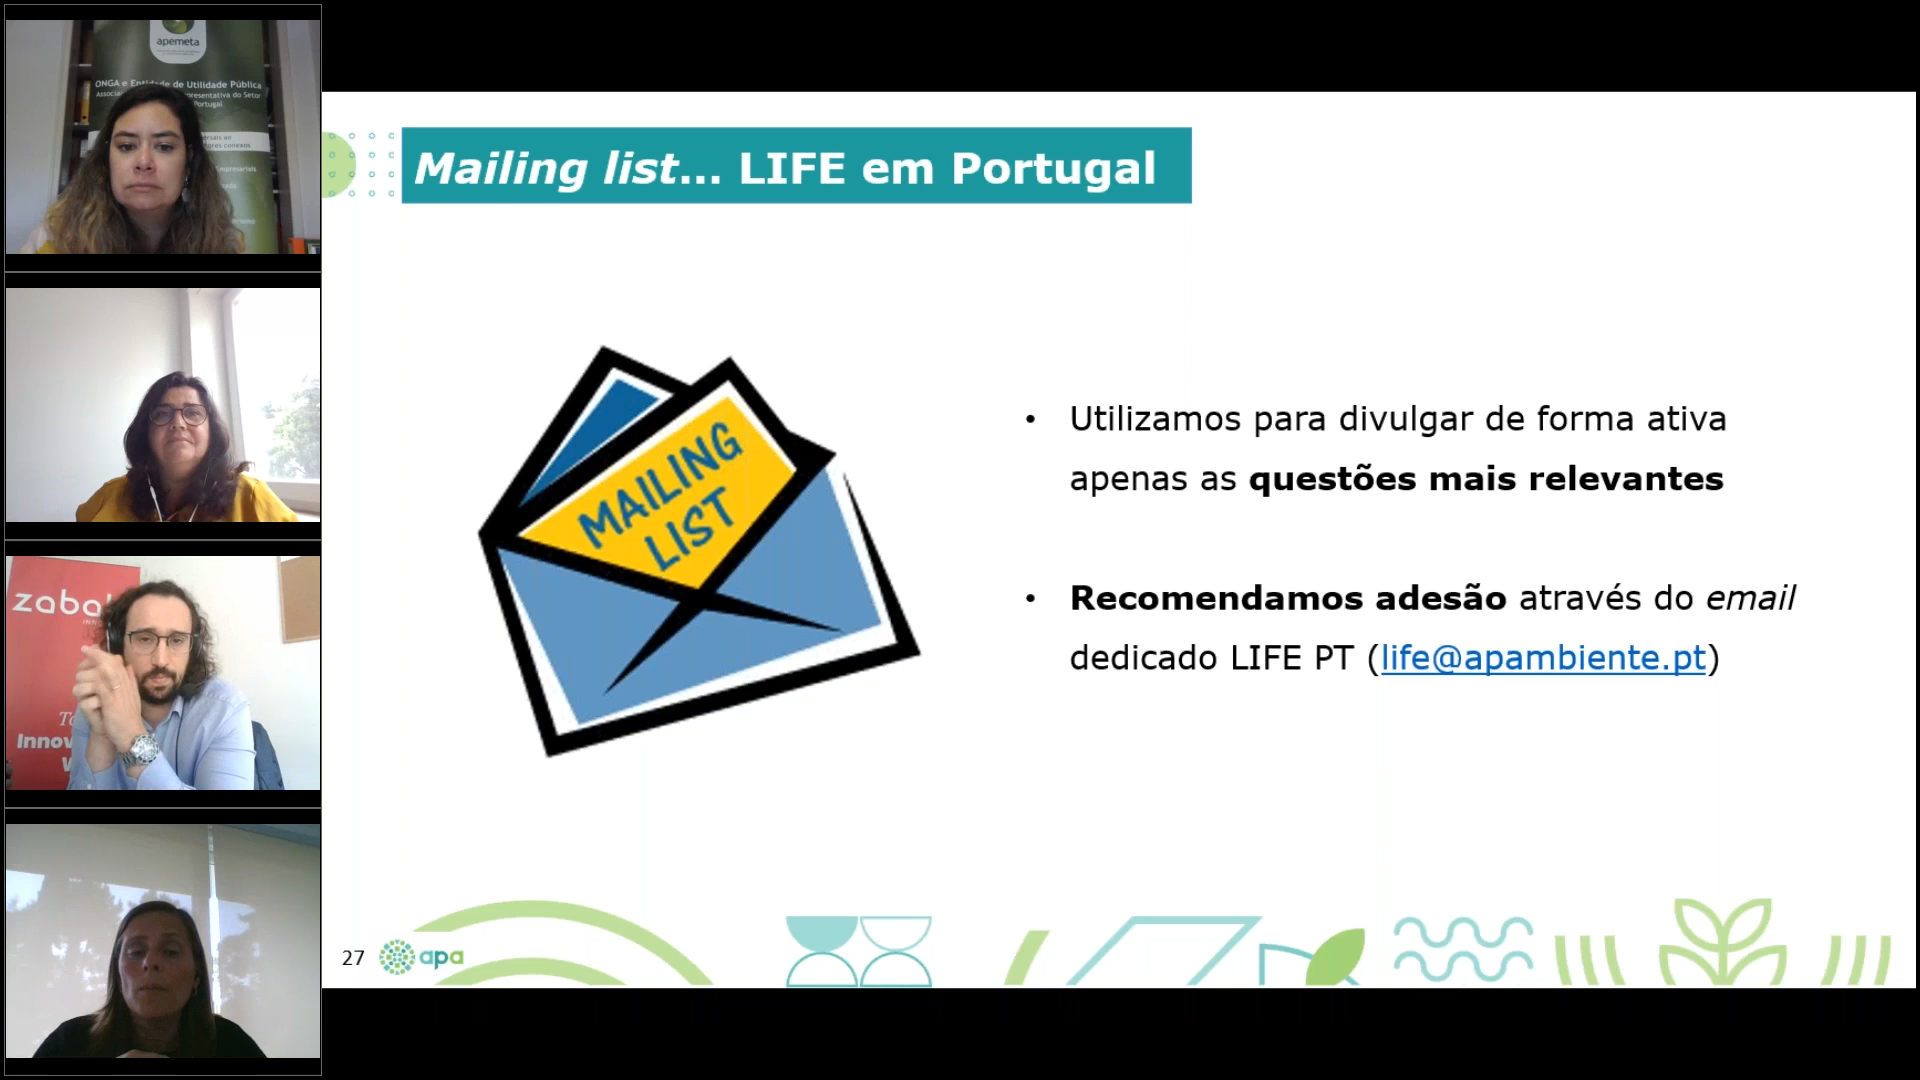 apemeta
ONGA e Entidade de Utilidade Pública
Portugal
Mailing list... LIFE em Portugal
MAILING
LIST
• Utilizamos para divulgar de forma ativa
apenas as questões mais relevantes
• Recomendamos adesão através do email
dedicado LIFE PT (life@apambiente.pt)
27
apa